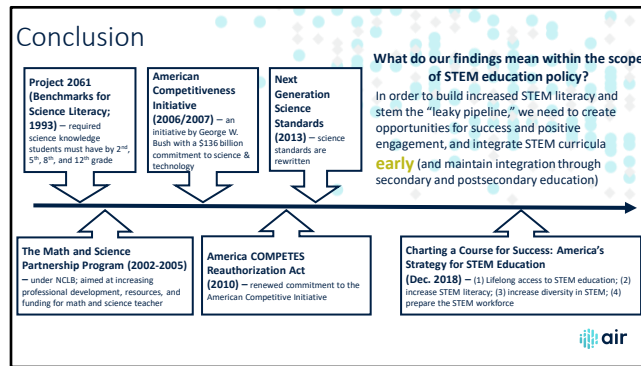 Conclusion
Project 2061
(Benchmarks for
Science Literacy;
1993) – required
science knowledge
students must have by 2nd,
5th, 8th, and 12th grade
American
Competitiveness
Initiative
(2006/2007) – an
initiative by George W.
Bush with a $136 billion
commitment to science &
technology
Next
Generation
Science
Standards
(2013) – science
standards are
rewritten
What do our findings mean within the scope
of STEM education policy?
In order to build increased STEM literacy and
stem the “leaky pipeline,” we need to create
opportunities for success and positive
engagement, and integrate STEM curricula
early (and maintain integration through
secondary and postsecondary education)
The Math and Science
Partnership Program (2002-2005)
– under NCLB; aimed at increasing
professional development, resources, and
funding for math and science teacher
America COMPETES
Reauthorization Act
(2010) – renewed commitment to the
American Competitive Initiative
Charting a Course for Success: America’s
Strategy for STEM Education
(Dec. 2018) – (1) Lifelong access to STEM education; (2)
increase STEM literacy; (3) increase diversity in STEM; (4)
prepare the STEM workforce
air